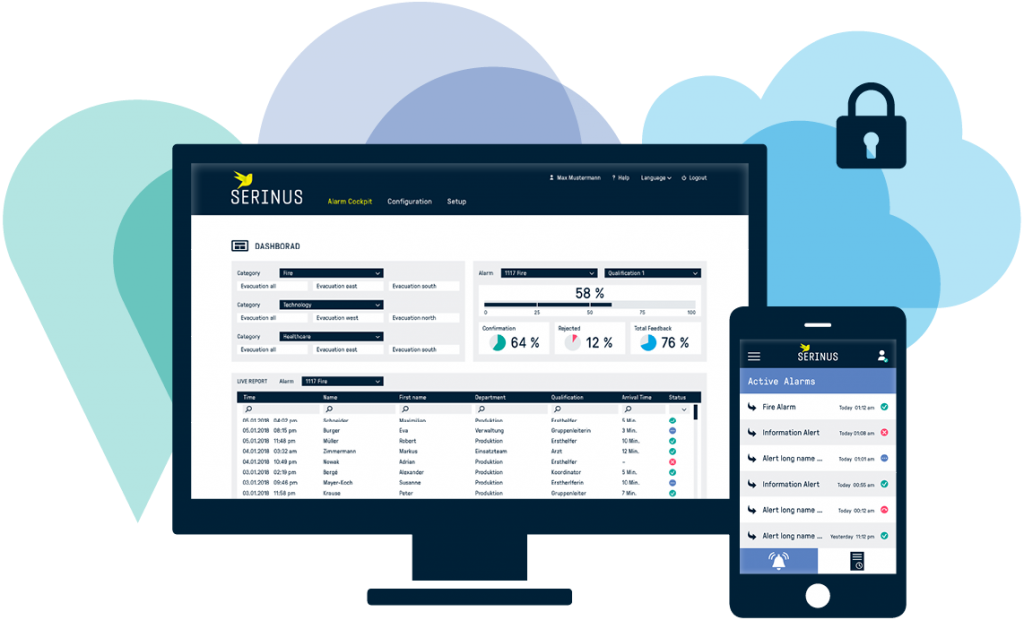 Max Mustermann ? Help Language Logout
SERINUS
Alarm Cockpit Configuration Setup
DASHBORAD
Category Fire
Evacuation all Evacuation east Evacuation south
Category Technology
Evacuation all Evacuation west Evacuation north
Category Healthcare
Evacuation all Evacuation east Evacuation south
Alarm 1117 Fire Qualification 1
58 %
0 25 50 75 100
Confirmation Rejected Total Feedback
64 % 12 % 76 %
LIVE REPORT Alarm 1117 Fire
Time Name First name Department Qualification Arrival Time Status
05.01.2018 04:02 pm Schneider Maximilian Produktion Ersthelfer 5 Min.
05.01.2018 08:15 pm Burger Eva Verwaltung Gruppenleiterin 3 Min.
05.01.2018 11:48 pm Müller Robert Produktion Ersthelfer 10 Min.
04.01.2018 03:32 am Zimmermann Markus Einsatzteam Arzt 12 Min.
04.01.2018 10:49 pm Nowak Adrian Produktion Ersthelfer –
03.01.2018 02:19 pm Bergé Alexander Produktion Koordinator 5 Min.
03.01.2018 09:46 pm Mayer-Koch Susanne Produktion Erstherlferin 10 Min.
03.01.2018 11:58 pm Krause Peter Produktion Gruppenleiter 7 Min.
SERINUS
Active Alarms
Fire Alarm Today 01:12 am
Information Alert Today 01:08 am
Alert long name ... Today 01:01 am
Information Alert Today 00:55 am
Alert long name ... Today 00:12 am
Alert long name ... Yesterday 11:12 pm